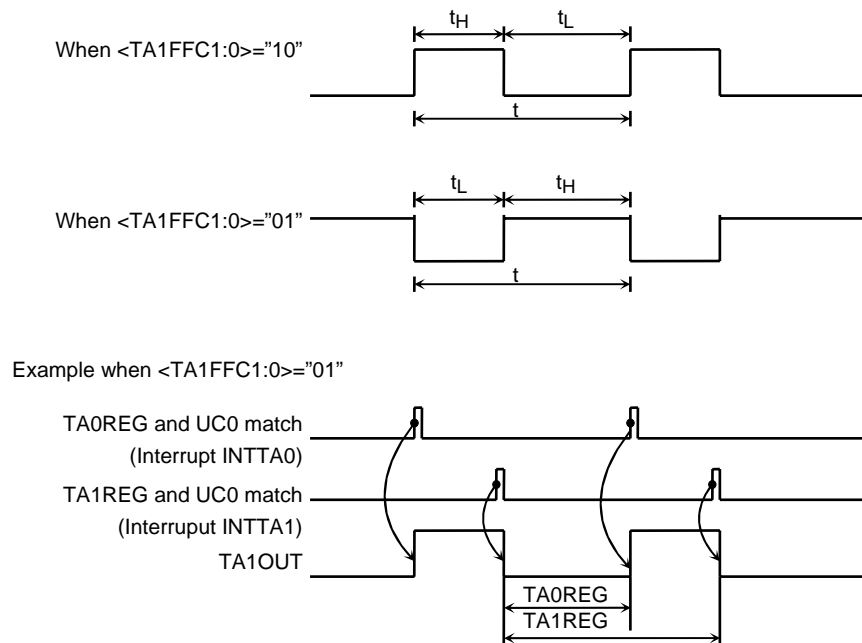 tH
tL
When <TA1FFC1:0>=”10”
t
tL
tH
When <TA1FFC1:0>=”01”
t
Example when <TA1FFC1:0>=”01”
TA0REG and UC0 match
(Interrupt INTTA0)
TA1REG and UC0 match
(Interruput INTTA1)
TA1OUT
TA0REG
TA1REG